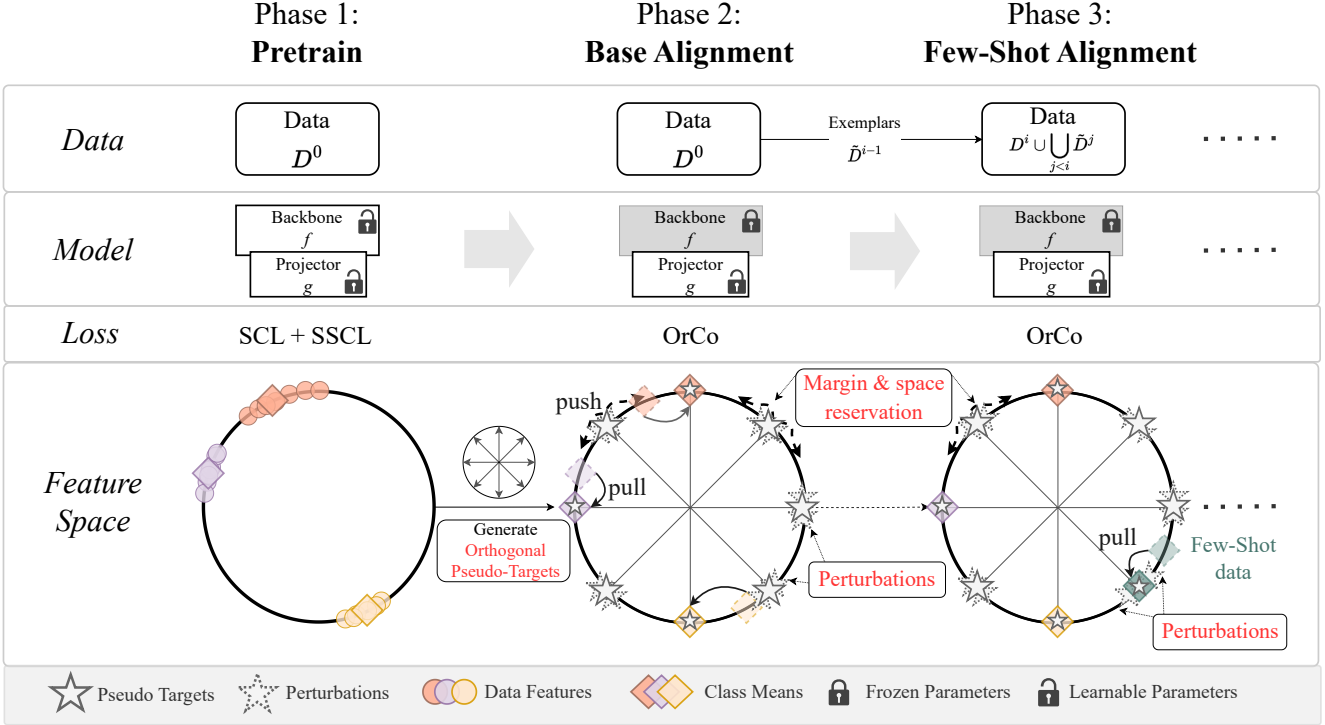 Phase 1:
Pretrain
Phase 2:
Base Alignment
Phase 3:
Few-Shot Alignment
Data
Data
D⁰
Data
D⁰
Exemplars
D̃ⁱ⁻¹
Data
Dⁱ ∪ ⋃ D̃ʲ
j<i
.....
Model
Backbone
f
Projector
g
Backbone
f
Projector
g
Backbone
f
Projector
g
.....
Loss
SCL + SSCL
OrCo
OrCo
Feature
Space
Generate
Orthogonal
Pseudo-Targets
push
pull
Margin & space
reservation
Perturbations
pull
Few-Shot
data
Perturbations
.....
Pseudo Targets
Perturbations
Data Features
Class Means
Frozen Parameters
Learnable Parameters